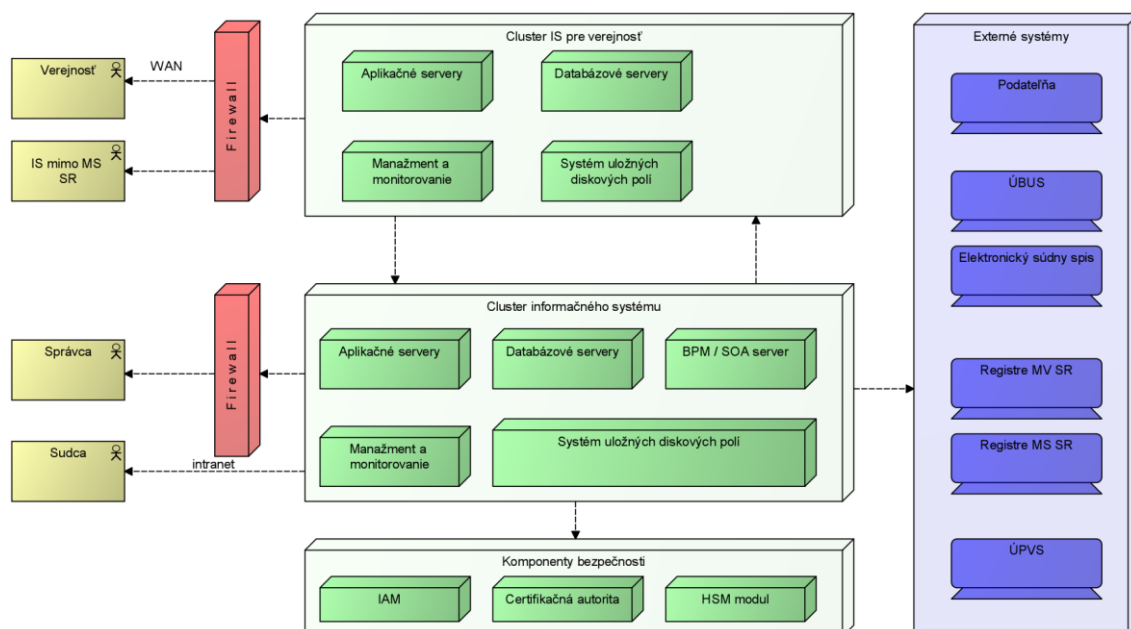 Cluster IS pre verejnosť
Aplikačné servery
Databázové servery
Manažment a
monitorovanie
Systém uložných
diskových polí
Verejnosť
WAN
IS mimo MS
SR
Firewall
Cluster informačného systému
Aplikačné servery
Databázové servery
BPM / SOA server
Manažment a
monitorovanie
Systém uložných diskových polí
Správca
Firewall
Sudca
intranet
Komponenty bezpečnosti
IAM
Certifikačná autorita
HSM modul
Externé systémy
Podateľňa
ÚBUS
Elektronický súdny spis
Registre MV SR
Registre MS SR
ÚPVS